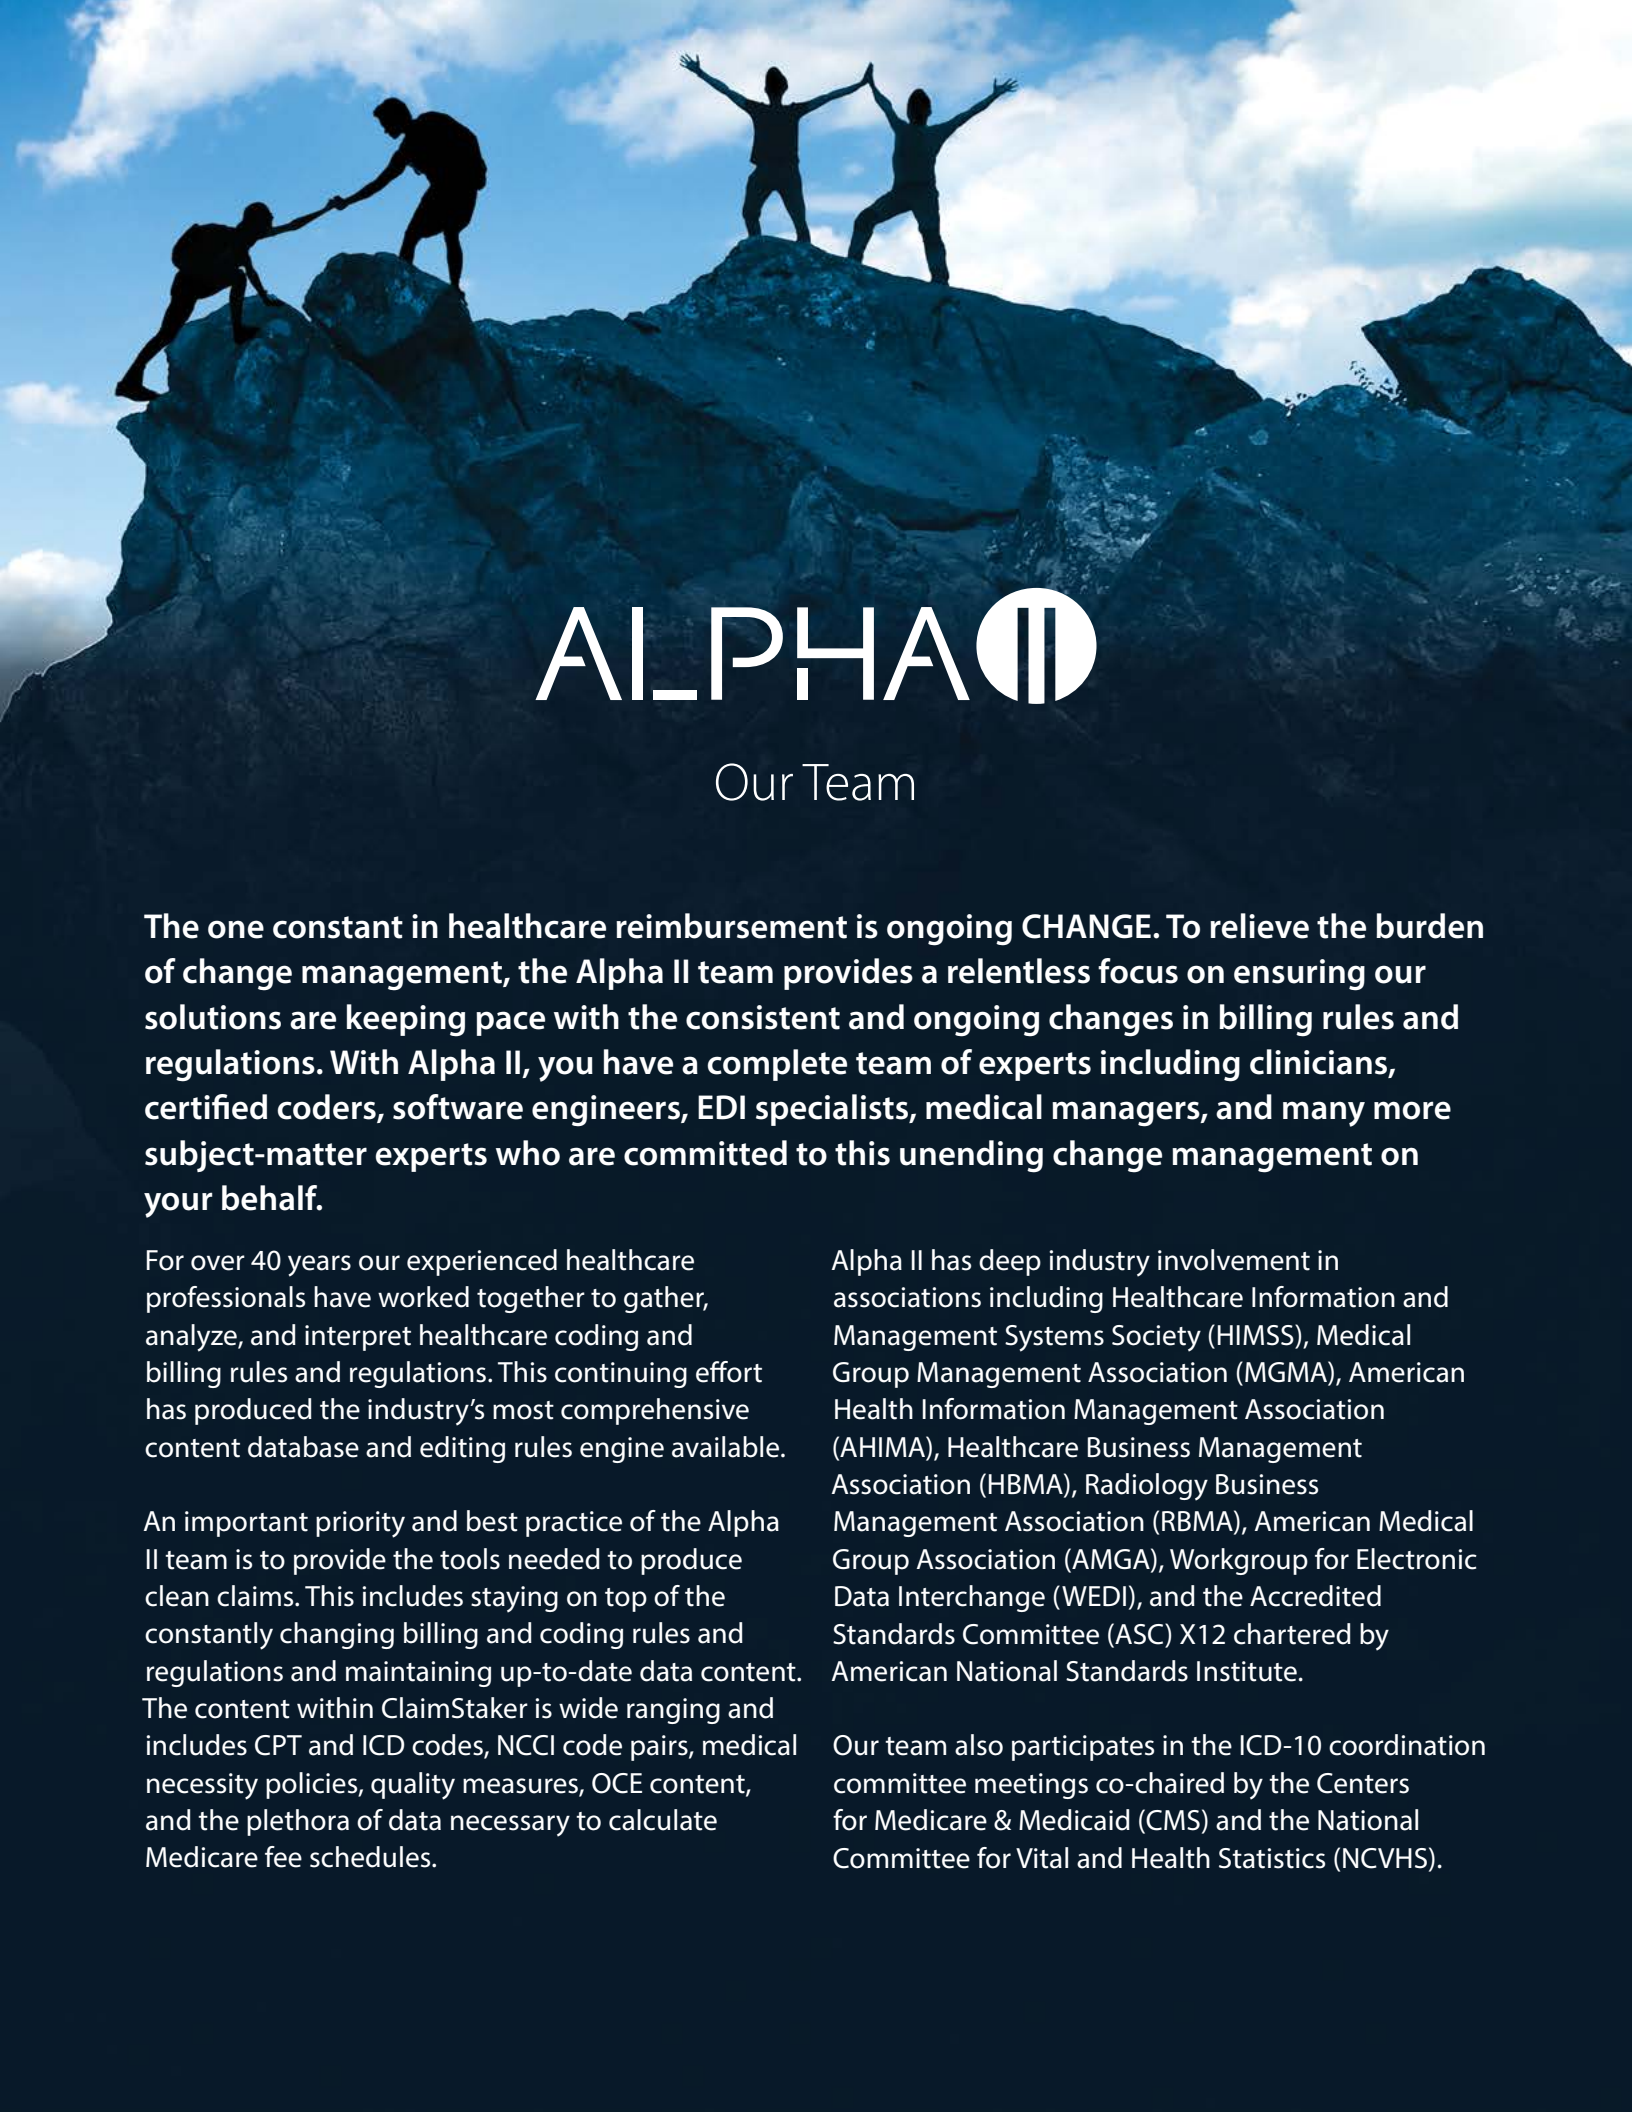 ALPHA II
Our Team
The one constant in healthcare reimbursement is ongoing CHANGE. To relieve the burden
of change management, the Alpha II team provides a relentless focus on ensuring our
solutions are keeping pace with the consistent and ongoing changes in billing rules and
regulations. With Alpha II, you have a complete team of experts including clinicians,
certified coders, software engineers, EDI specialists, medical managers, and many more
subject-matter experts who are committed to this unending change management on
your behalf.
For over 40 years our experienced healthcare
professionals have worked together to gather,
analyze, and interpret healthcare coding and
billing rules and regulations. This continuing effort
has produced the industry’s most comprehensive
content database and editing rules engine available.
An important priority and best practice of the Alpha
II team is to provide the tools needed to produce
clean claims. This includes staying on top of the
constantly changing billing and coding rules and
regulations and maintaining up-to-date data content.
The content within ClaimStaker is wide ranging and
includes CPT and ICD codes, NCCI code pairs, medical
necessity policies, quality measures, OCE content,
and the plethora of data necessary to calculate
Medicare fee schedules.
Alpha II has deep industry involvement in
associations including Healthcare Information and
Management Systems Society (HIMSS), Medical
Group Management Association (MGMA), American
Health Information Management Association
(AHIMA), Healthcare Business Management
Association (HBMA), Radiology Business
Management Association (RBMA), American Medical
Group Association (AMGA), Workgroup for Electronic
Data Interchange (WEDI), and the Accredited
Standards Committee (ASC) X12 chartered by
American National Standards Institute.
Our team also participates in the ICD-10 coordination
committee meetings co-chaired by the Centers
for Medicare & Medicaid (CMS) and the National
Committee for Vital and Health Statistics (NCVHS).